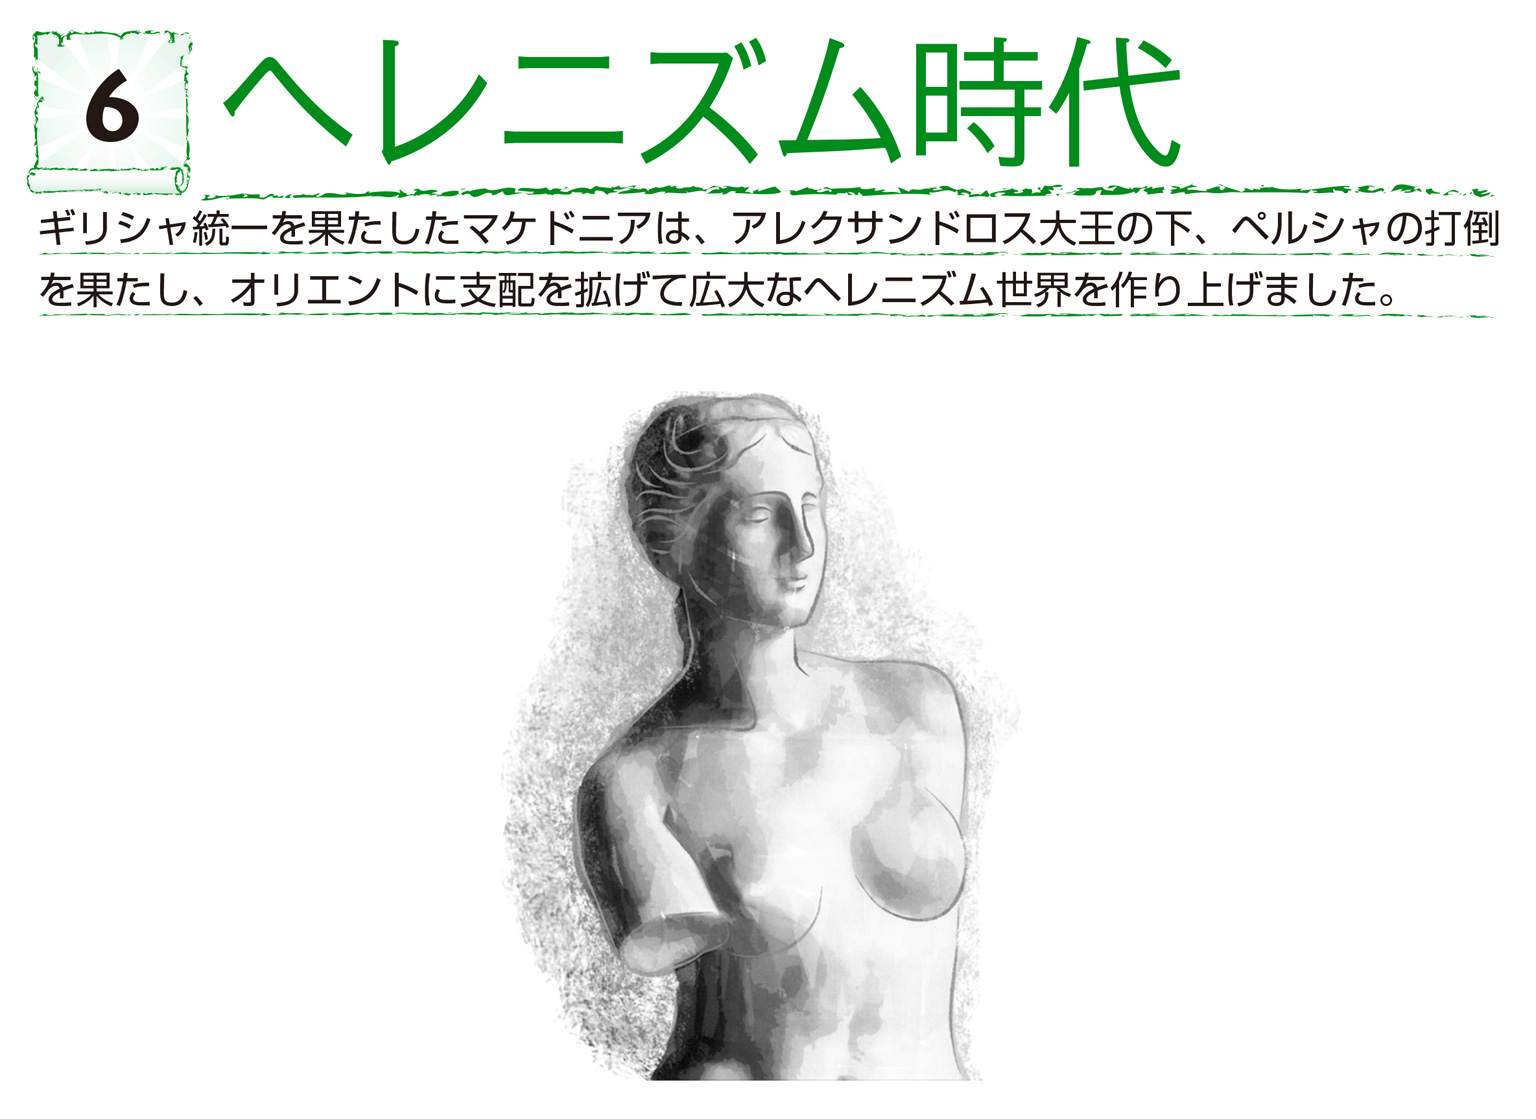 6
ヘレニズム時代
ギリシャ統一を果たしたマケドニアは、アレクサンドロス大王の下、ペルシャの打倒
を果たし、オリエントに支配を拡げて広大なヘレニズム世界を作り上げました。